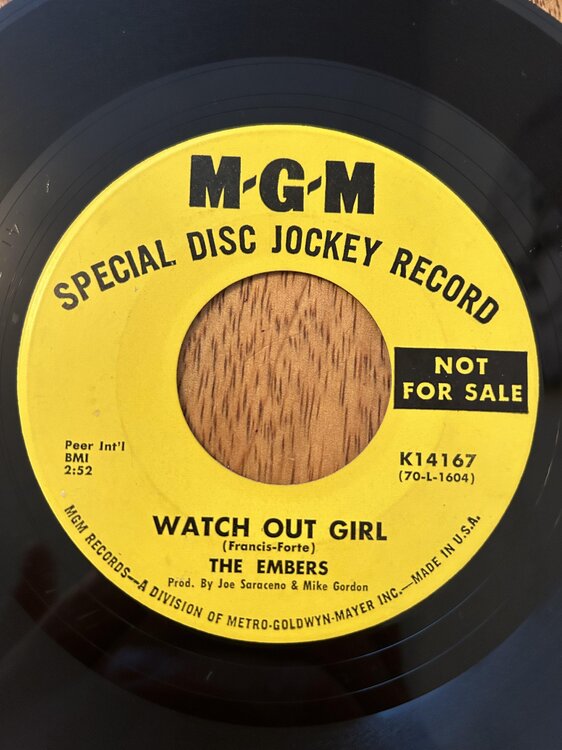 M-G-M
SPECIAL DISC JOCKEY RECORD
NOT
FOR SALE
Peer Int'l
BMI
2:52
K14167
(70-L-1604)
WATCH OUT GIRL
(Francis-Forte)
THE EMBERS
Prod. By Joe Saraceno & Mike Gordon
MGM RECORDS—A DIVISION OF METRO-GOLDWYN-MAYER INC.—MADE IN U.S.A.